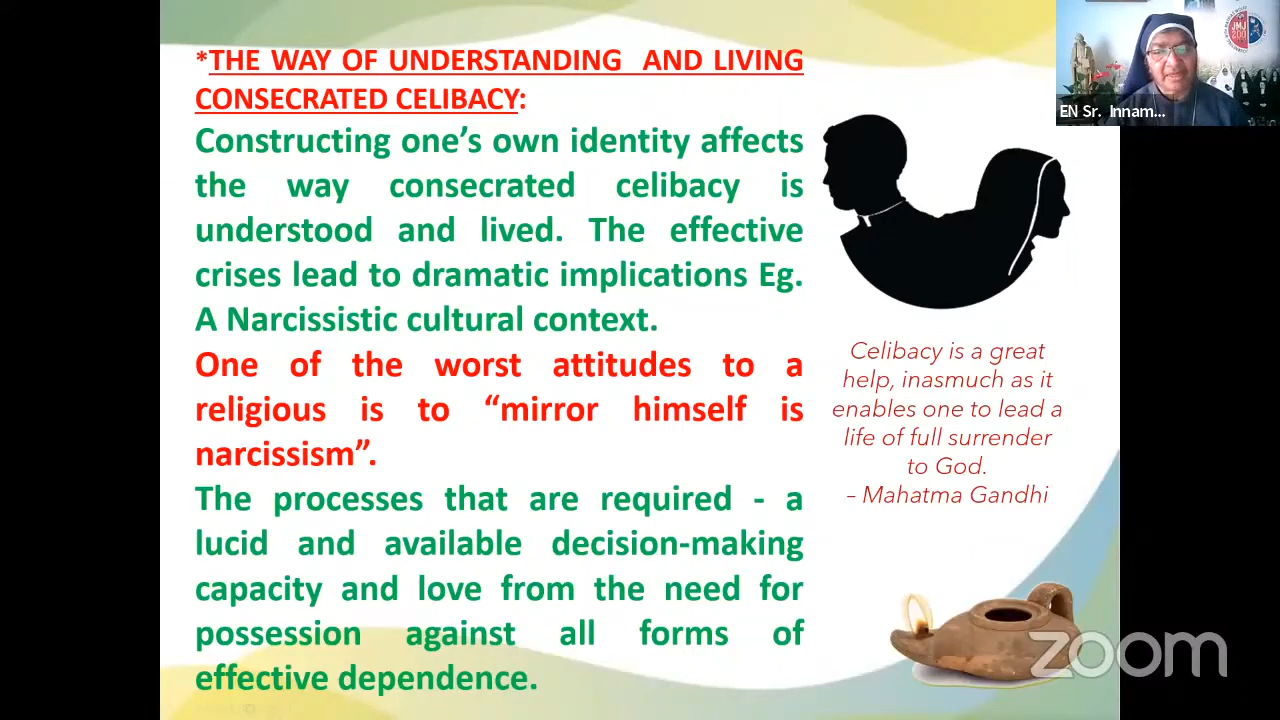 *THE WAY OF UNDERSTANDING AND LIVING
CONSECRATED CELIBACY:
Constructing one’s own identity affects
the way consecrated celibacy is
understood and lived. The effective
crises lead to dramatic implications Eg.
A Narcissistic cultural context.
One of the worst attitudes to a
religious is to “mirror himself is
narcissism”.
The processes that are required - a
lucid and available decision-making
capacity and love from the need for
possession against all forms of
effective dependence.
Celibacy is a great
help, inasmuch as it
enables one to lead a
life of full surrender
to God.
– Mahatma Gandhi
JMJ
EN Sr. Innam...
zoom